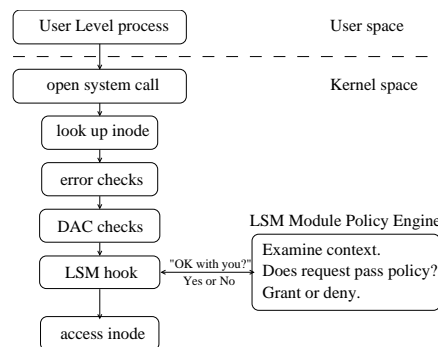 User Level process
User space
open system call
Kernel space
look up inode
error checks
DAC checks
LSM Module Policy Engine
LSM hook
"OK with you?"
Yes or No
Examine context.
Does request pass policy?
Grant or deny.
access inode